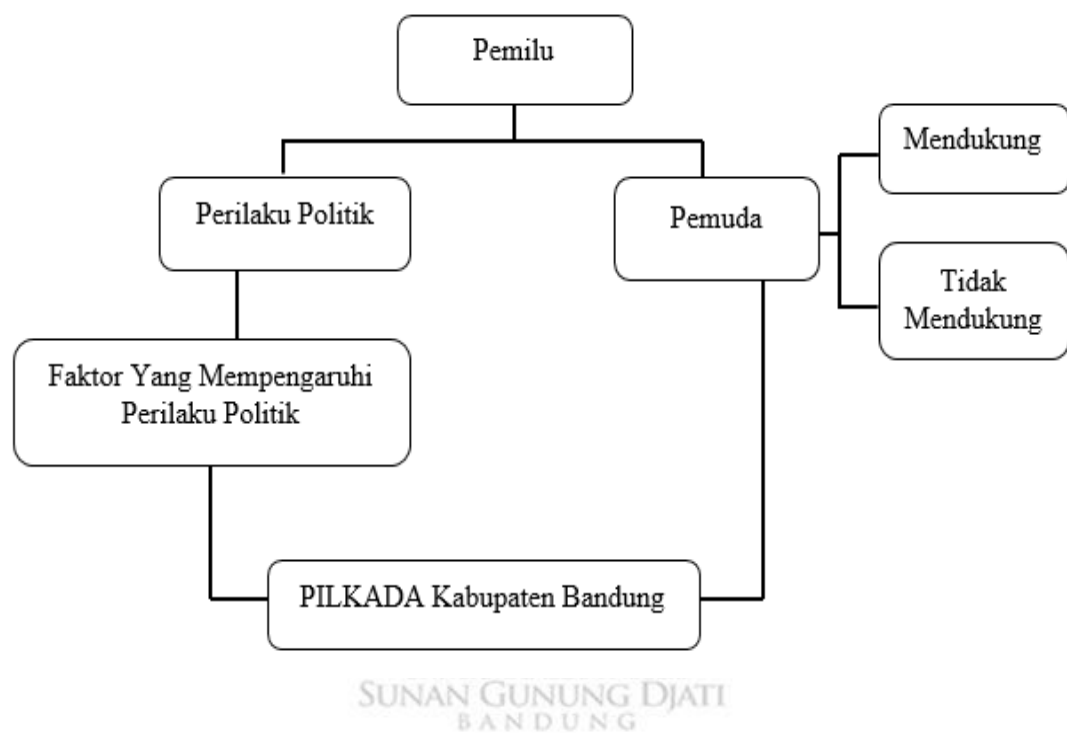 Pemilu
Mendukung
Perilaku Politik
Pemuda
Tidak
Mendukung
Faktor Yang Mempengaruhi
Perilaku Politik
PILKADA Kabupaten Bandung
SUNAN GUNUNG DJATI
BANDUNG